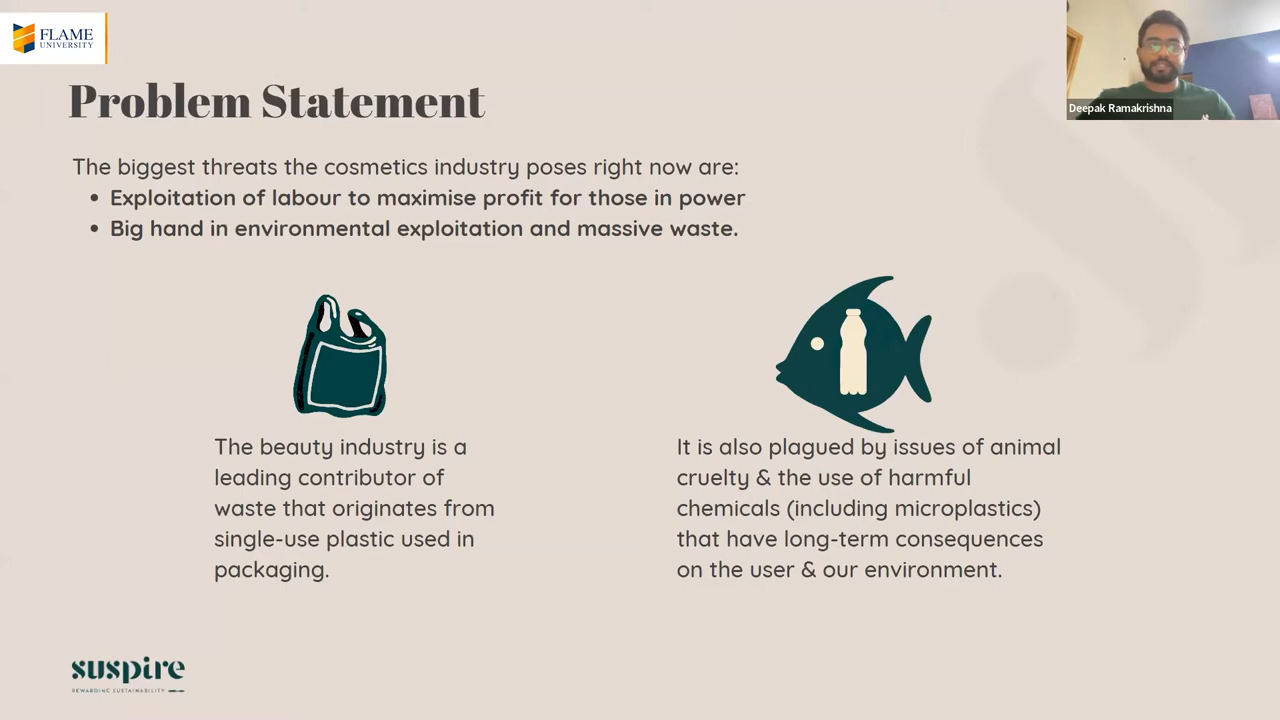 FLAME
UNIVERSITY
Deepak Ramakrishna
Problem Statement
The biggest threats the cosmetics industry poses right now are:
• Exploitation of labour to maximise profit for those in power
• Big hand in environmental exploitation and massive waste.
The beauty industry is a
leading contributor of
waste that originates from
single-use plastic used in
packaging.
It is also plagued by issues of animal
cruelty & the use of harmful
chemicals (including microplastics)
that have long-term consequences
on the user & our environment.
suspire
REWARDING SUSTAINABILITY